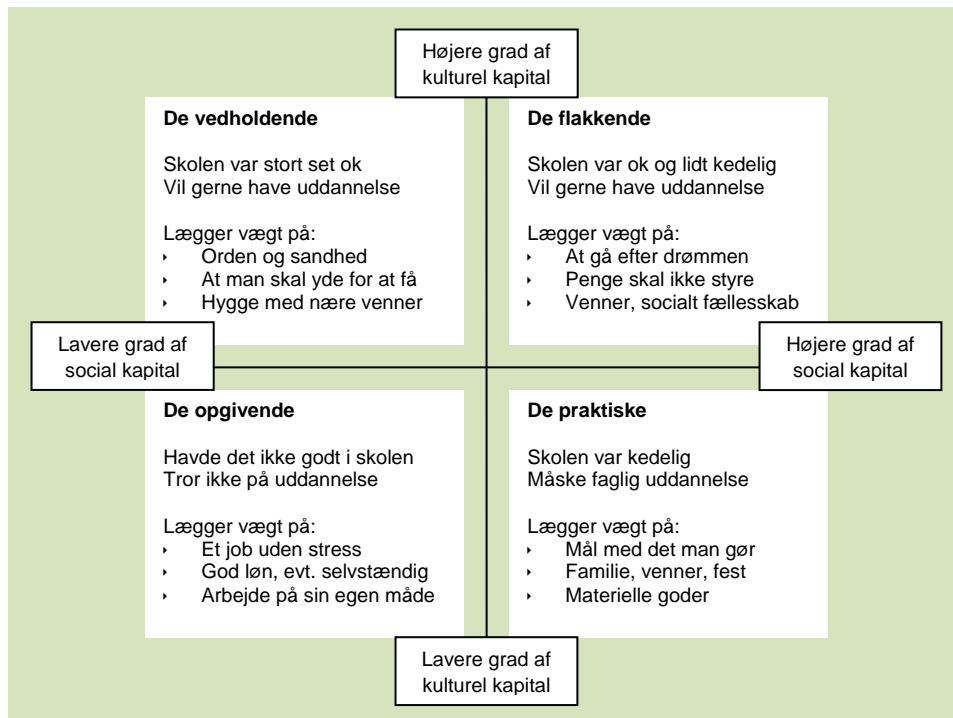 Højere grad af
kulturel kapital
De vedholdende
Skolen var stort set ok
Vil gerne have uddannelse
Lægger vægt på:
‣ Orden og sandhed
‣ At man skal yde for at få
‣ Hygge med nære venner
De flakkende
Skolen var ok og lidt kedelig
Vil gerne have uddannelse
Lægger vægt på:
‣ At gå efter drømmen
‣ Penge skal ikke styre
‣ Venner, socialt fællesskab
Lavere grad af
social kapital
Højere grad af
social kapital
De opgivende
Havde det ikke godt i skolen
Tror ikke på uddannelse
Lægger vægt på:
‣ Et job uden stress
‣ God løn, evt. selvstændig
‣ Arbejde på sin egen måde
De praktiske
Skolen var kedelig
Måske faglig uddannelse
Lægger vægt på:
‣ Mål med det man gør
‣ Familie, venner, fest
‣ Materielle goder
Lavere grad af
kulturel kapital